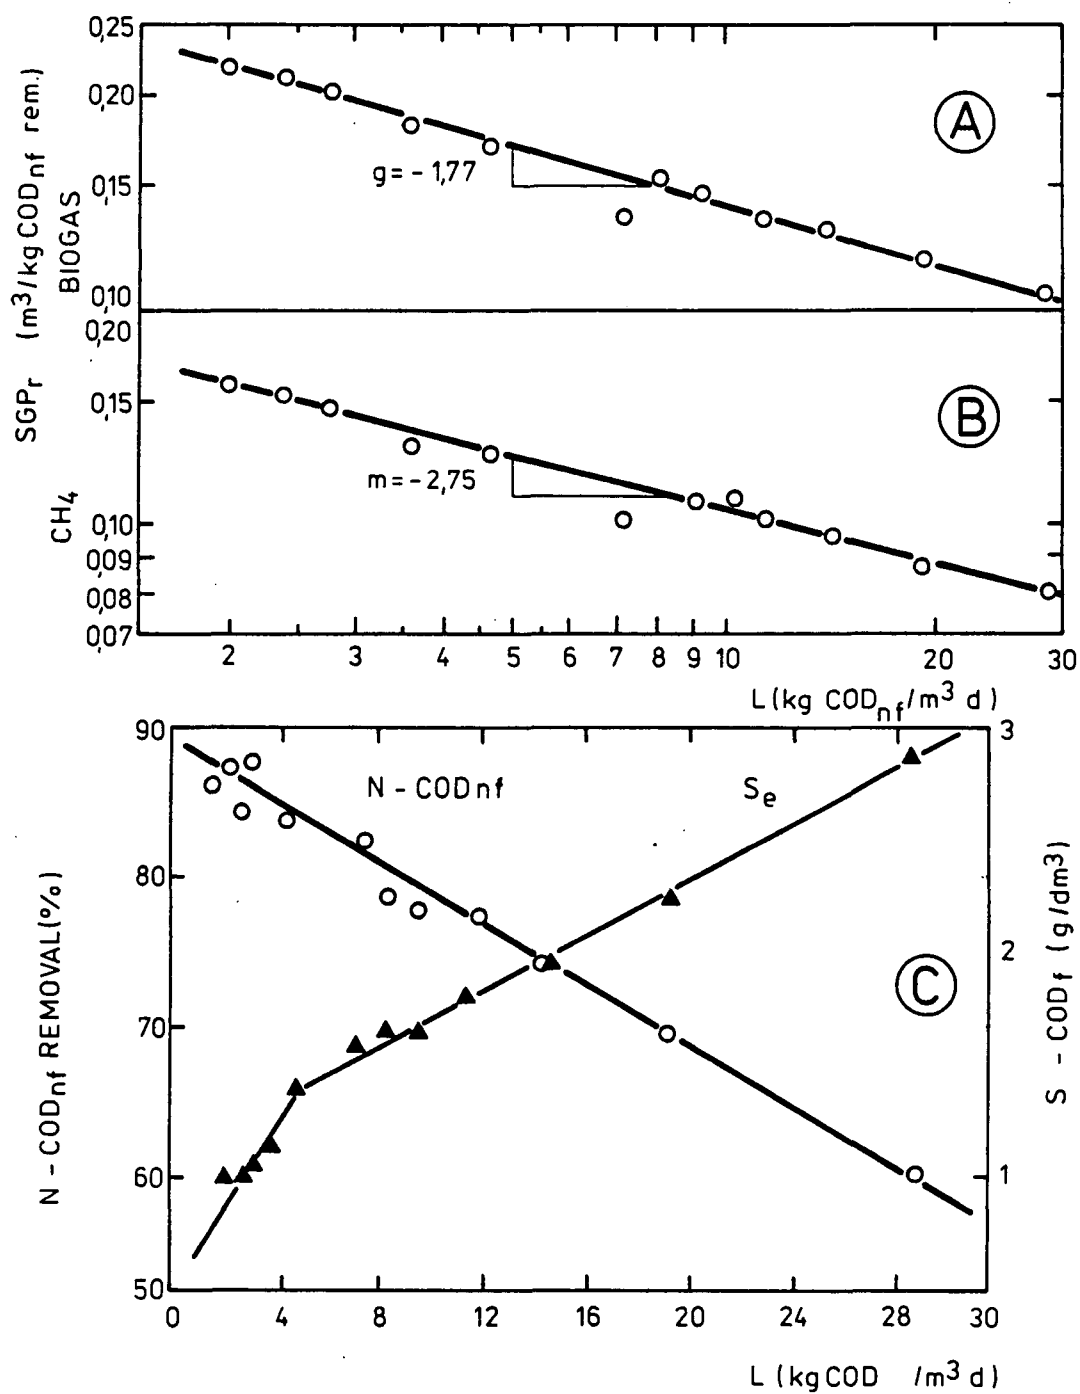 0,25
0,20
0,15
0,10
A
g = - 1,77
SGPr (m³/kg CODnf rem.)
BIOGAS
CH4
0,20
0,15
0,10
0,09
0,08
0,07
B
m = - 2,75
2 3 4 5 6 7 8 9 10 20 30
L (kg CODnf/m³ d)
90
80
70
60
50
N - CODnf
Se
3
2
1
C
N - CODnf REMOVAL (%)
S - CODf (g/dm³)
0 4 8 12 16 20 24 28 30
L (kg COD /m³ d)